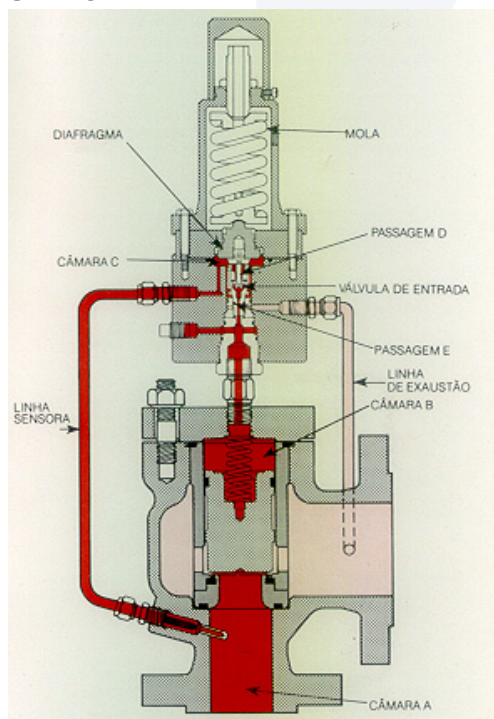 DIAFRAGMA
MOLA
PASSAGEM D
CÂMARA C
VÁLVULA DE ENTRADA
PASSAGEM E
LINHA
DE EXAUSTÃO
CÂMARA B
LINHA
SENSORA
CÂMARA A